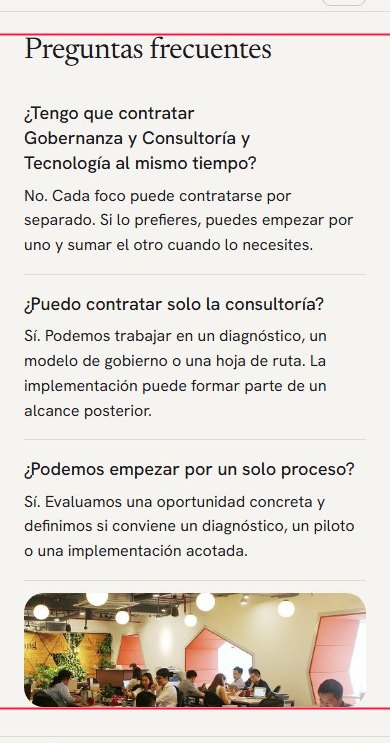 Preguntas frecuentes
¿Tengo que contratar
Gobernanza y Consultoría y
Tecnología al mismo tiempo?
No. Cada foco puede contratarse por
separado. Si lo prefieres, puedes empezar por
uno y sumar el otro cuando lo necesites.
¿Puedo contratar solo la consultoría?
Sí. Podemos trabajar en un diagnóstico, un
modelo de gobierno o una hoja de ruta. La
implementación puede formar parte de un
alcance posterior.
¿Podemos empezar por un solo proceso?
Sí. Evaluamos una oportunidad concreta y
definimos si conviene un diagnóstico, un piloto
o una implementación acotada.